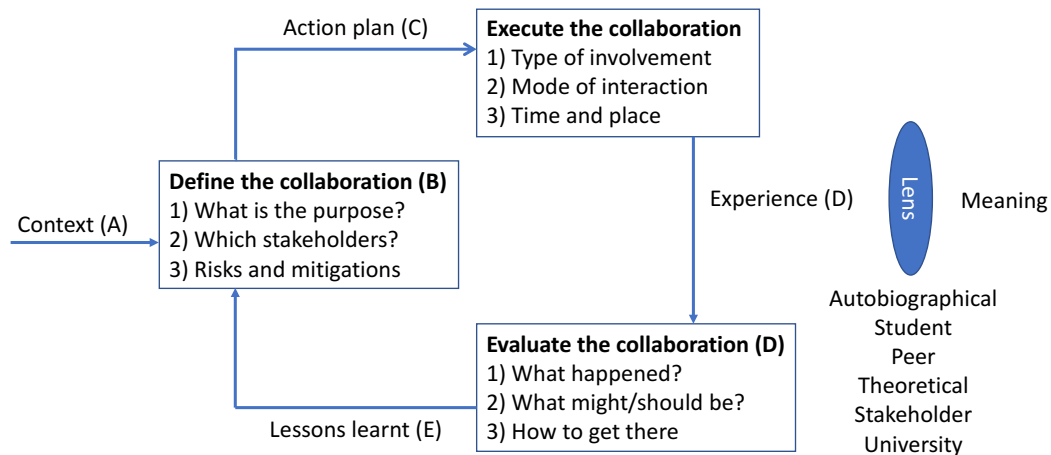 Action plan (C)
Execute the collaboration
1) Type of involvement
2) Mode of interaction
3) Time and place
Define the collaboration (B)
1) What is the purpose?
2) Which stakeholders?
3) Risks and mitigations
Context (A)
Experience (D)
Lens
Meaning
Autobiographical
Student
Peer
Theoretical
Stakeholder
University
Evaluate the collaboration (D)
1) What happened?
2) What might/should be?
3) How to get there
Lessons learnt (E)